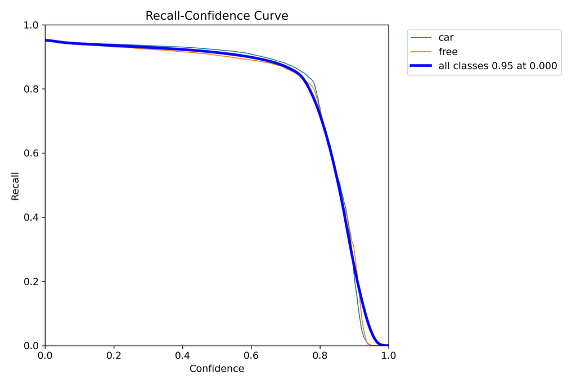 Recall-Confidence Curve
car
free
all classes 0.95 at 0.000
1.0
0.8
0.6
0.4
0.2
0.0
Recall
0.0 0.2 0.4 0.6 0.8 1.0
Confidence